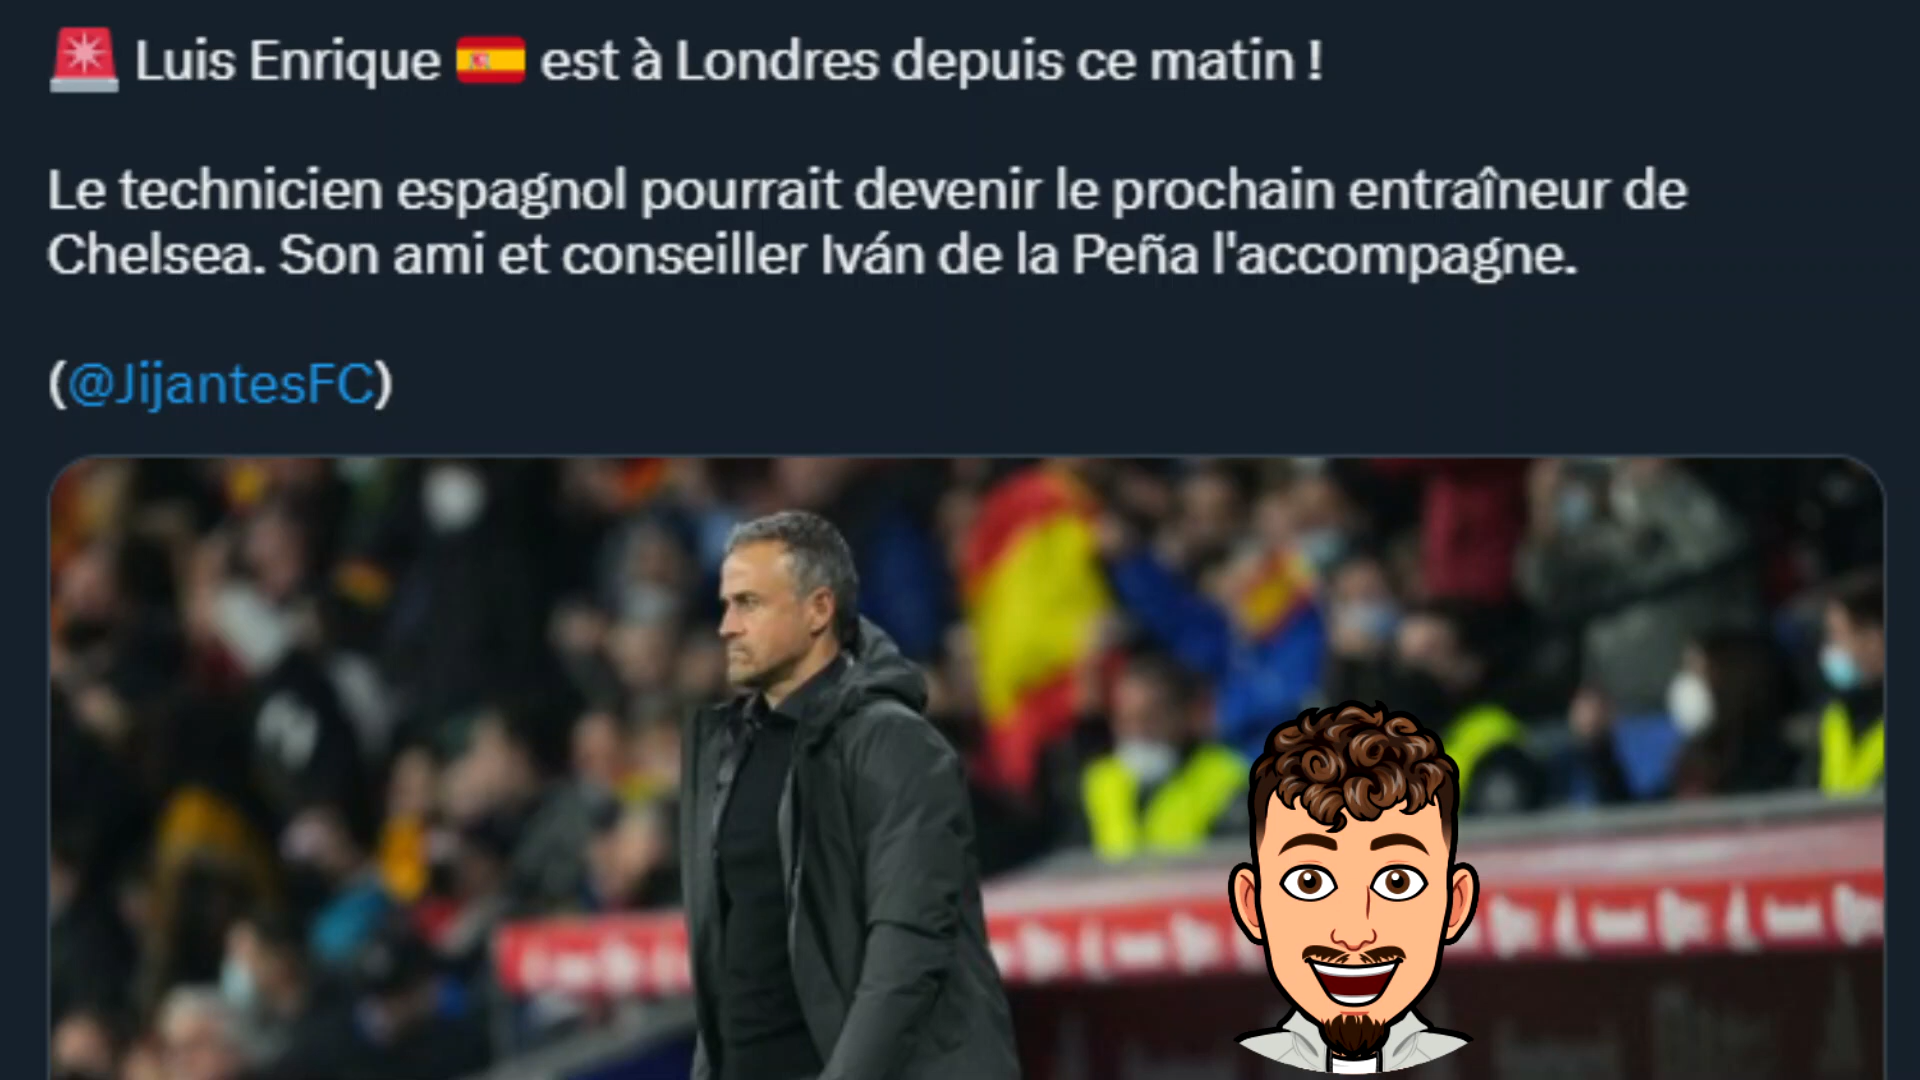 🚨 Luis Enrique 🇪🇸 est à Londres depuis ce matin !
Le technicien espagnol pourrait devenir le prochain entraîneur de
Chelsea. Son ami et conseiller Iván de la Peña l'accompagne.
(@JijantesFC)